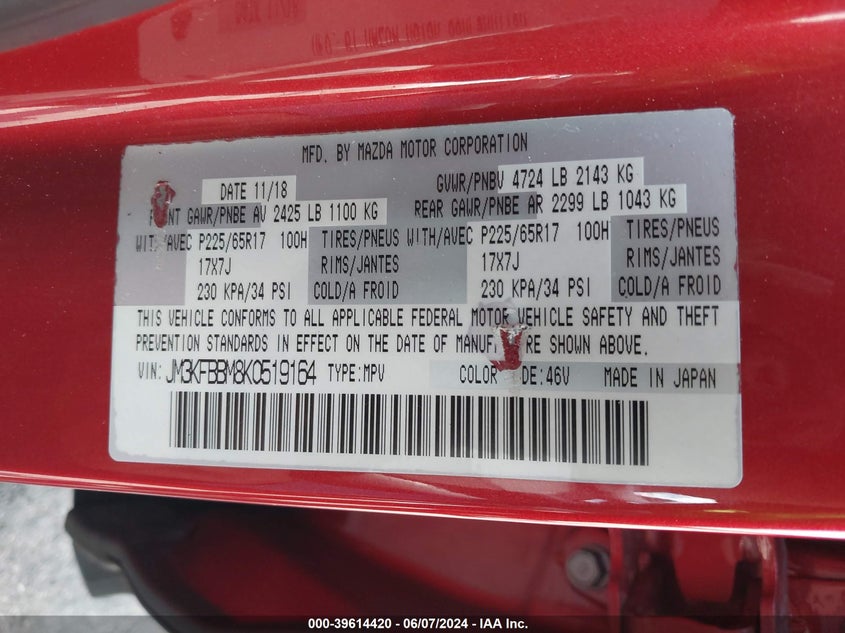 MFD. BY MAZDA MOTOR CORPORATION
DATE 11/18 GVWR/PNBV 4724 LB 2143 KG
GAWR/PNBE AV 2425 LB 1100 KG REAR GAWR/PNBE AR 2299 LB 1043 KG
WITH/AVEC P225/65R17 100H TIRES/PNEUS WITH/AVEC P225/65R17 100H TIRES/PNEUS
17X7J RIMS/JANTES 17X7J RIMS/JANTES
230 KPA/34 PSI COLD/A FROID 230 KPA/34 PSI COLD/A FROID
THIS VEHICLE CONFORMS TO ALL APPLICABLE FEDERAL MOTOR VEHICLE SAFETY AND THEFT
PREVENTION STANDARDS IN EFFECT ON THE DATE OF MANUF RE SHOWN ABOVE.
VIN: JM3KFBBM8K0519164 TYPE:MPV COLOR DE:46V MADE IN JAPAN
000-39614420 - 06/07/2024 - IAA Inc.